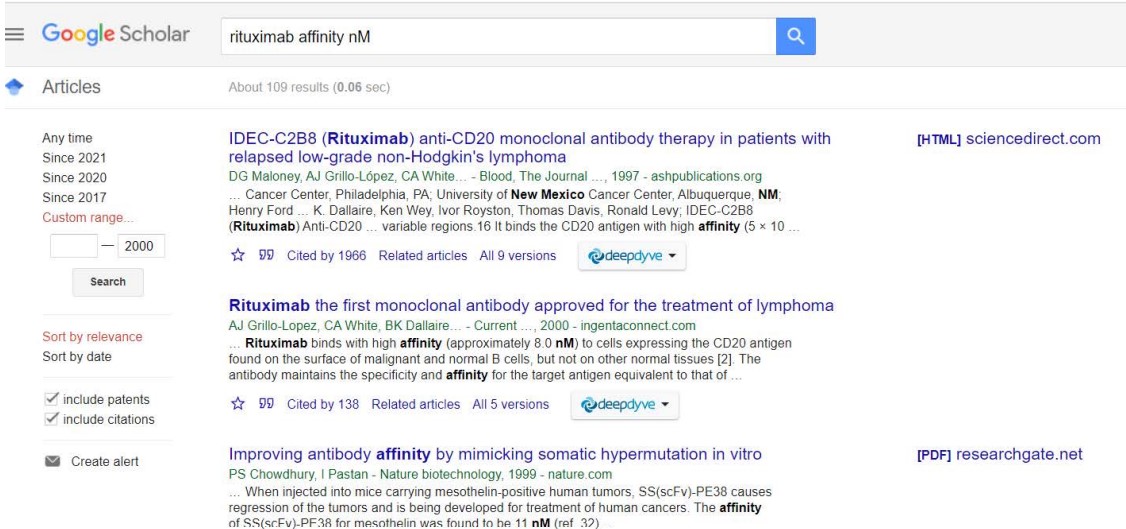 Google Scholar
rituximab affinity nM
Articles
About 109 results (0.06 sec)
Any time
Since 2021
Since 2020
Since 2017
Custom range...
— 2000
Search
Sort by relevance
Sort by date
include patents
include citations
Create alert
IDEC-C2B8 (Rituximab) anti-CD20 monoclonal antibody therapy in patients with
relapsed low-grade non-Hodgkin's lymphoma
DG Maloney, AJ Grillo-López, CA White… - Blood, The Journal …, 1997 - ashpublications.org
… Cancer Center, Philadelphia, PA; University of New Mexico Cancer Center, Albuquerque, NM;
Henry Ford … K. Dallaire, Ken Wey, Ivor Royston, Thomas Davis, Ronald Levy; IDEC-C2B8
(Rituximab) Anti-CD20 … variable regions.16 It binds the CD20 antigen with high affinity (5 × 10 …
Cited by 1966 Related articles All 9 versions deepdyve
[HTML] sciencedirect.com
Rituximab the first monoclonal antibody approved for the treatment of lymphoma
AJ Grillo-Lopez, CA White, BK Dallaire… - Current …, 2000 - ingentaconnect.com
… Rituximab binds with high affinity (approximately 8.0 nM) to cells expressing the CD20 antigen
found on the surface of malignant and normal B cells, but not on other normal tissues [2]. The
antibody maintains the specificity and affinity for the target antigen equivalent to that of …
Cited by 138 Related articles All 5 versions deepdyve
Improving antibody affinity by mimicking somatic hypermutation in vitro
PS Chowdhury, I Pastan - Nature biotechnology, 1999 - nature.com
… When injected into mice carrying mesothelin-positive human tumors, SS(scFv)-PE38 causes
regression of the tumors and is being developed for treatment of human cancers. The affinity
of SS(scFv)-PE38 for mesothelin was found to be 11 nM (ref. 32) …
[PDF] researchgate.net